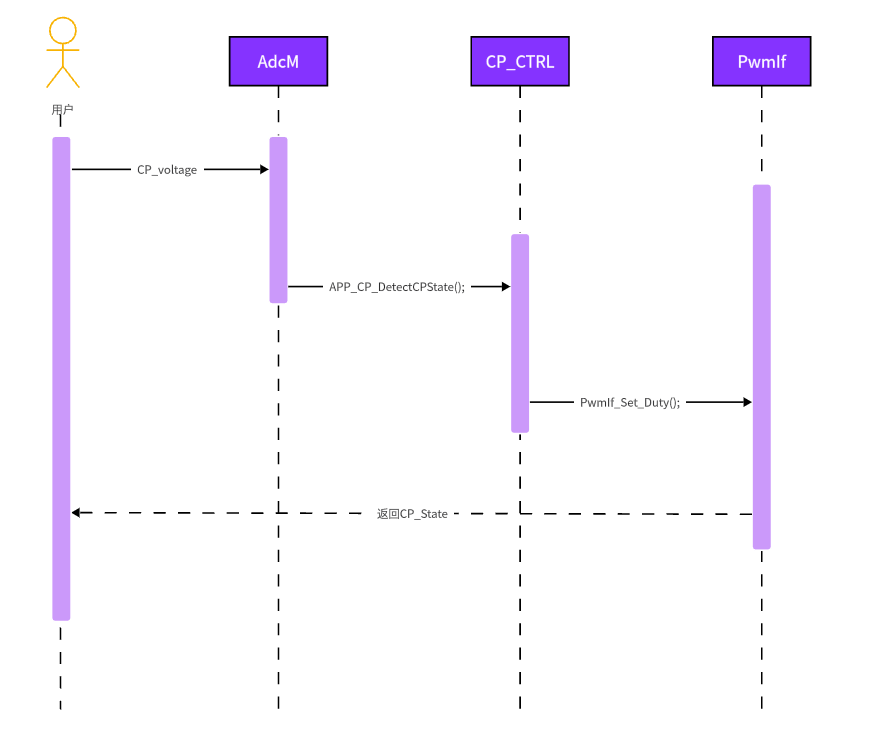 用户
AdcM
CP_CTRL
PwmIf
CP_voltage
APP_CP_DetectCPState();
PwmIf_Set_Duty();
返回CP_State